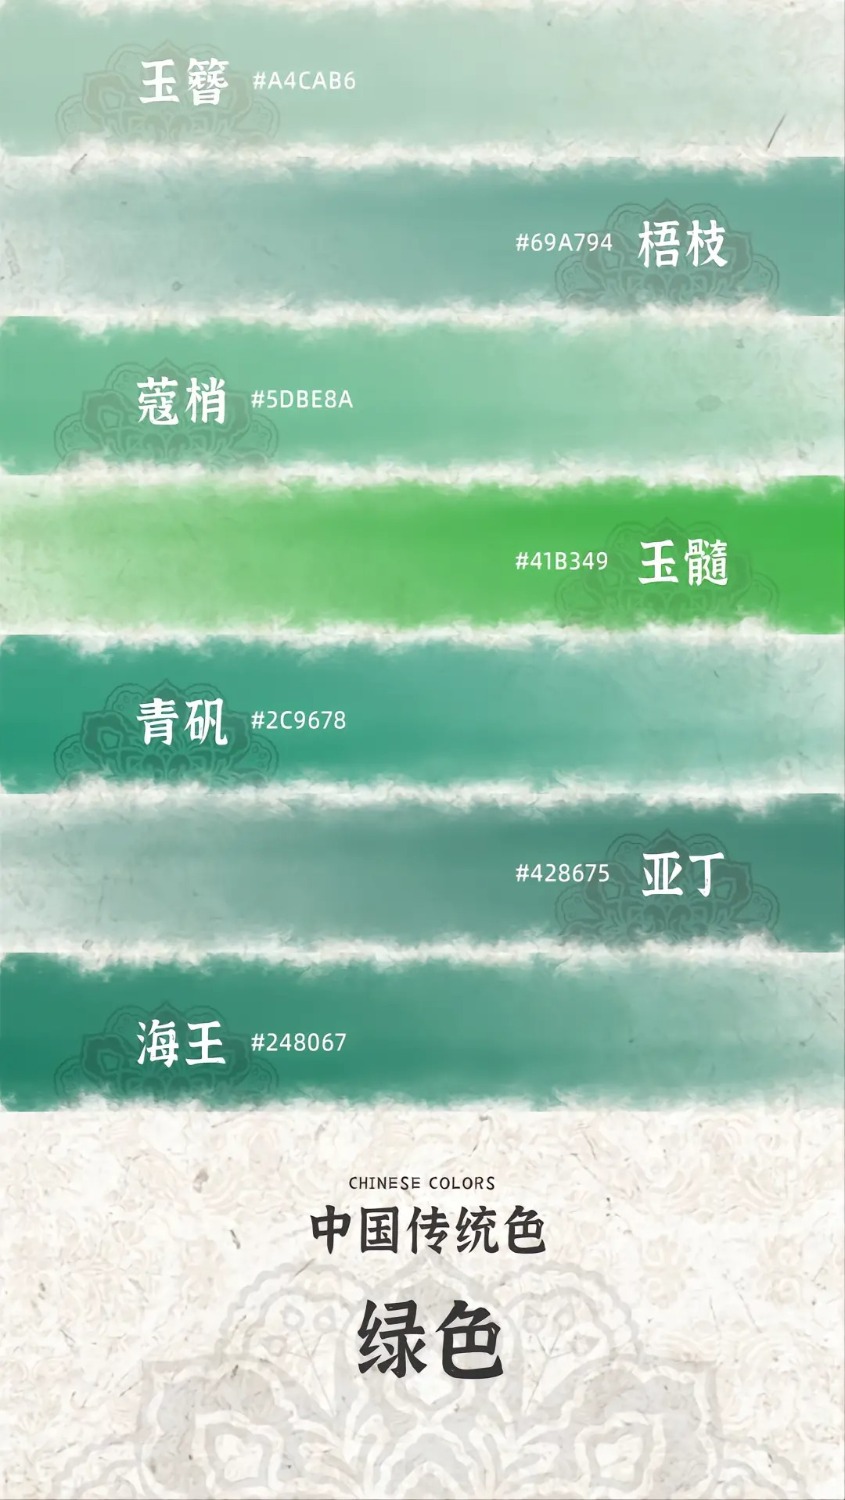 玉簪 #A4CAB6
#69A794 梧枝
蔻梢 #5DBE8A
#41B349 玉髓
青矾 #2C9678
#428675 亚丁
海王 #248067
CHINESE COLORS
中国传统色
绿色